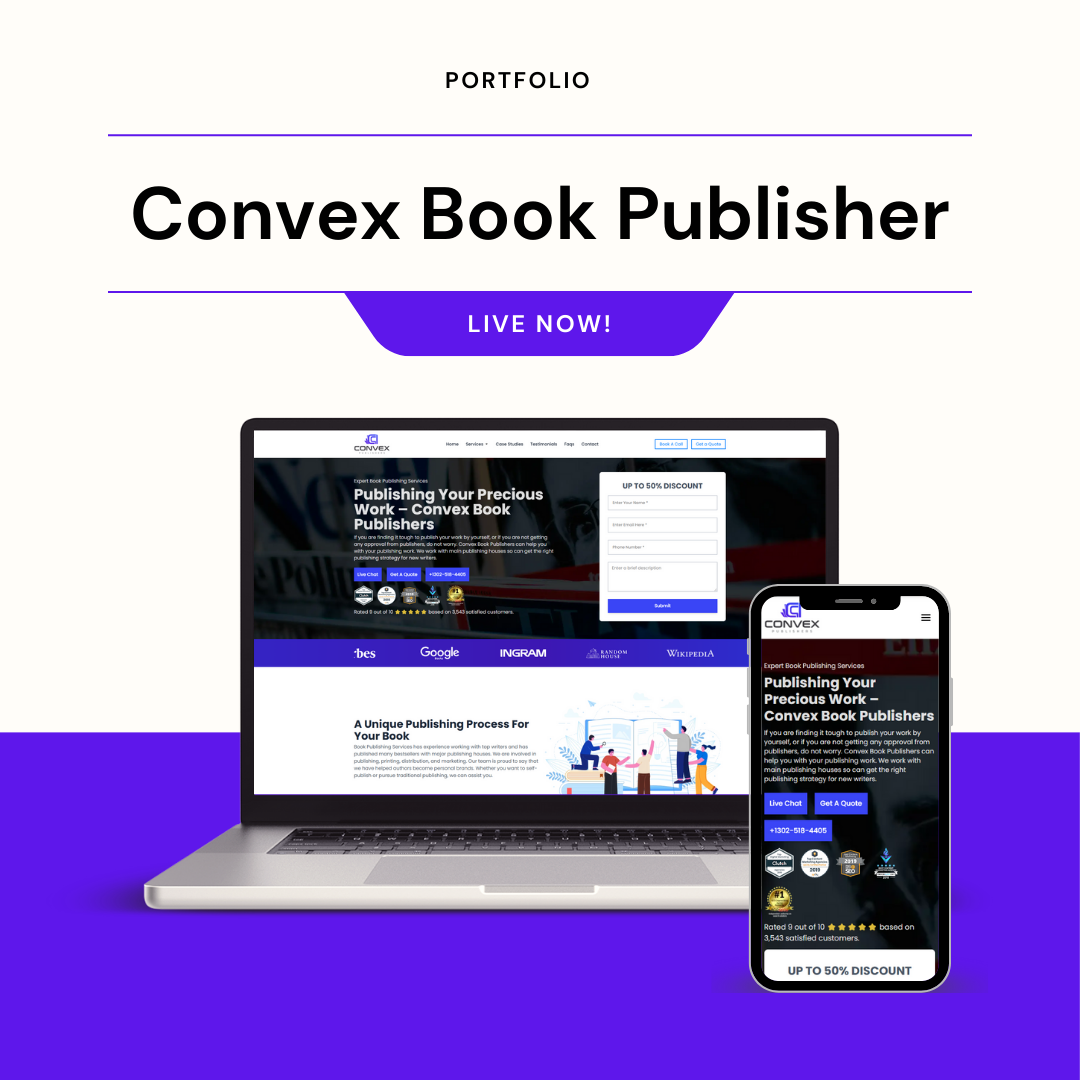 PORTFOLIO
Convex Book Publisher
LIVE NOW!
CONVEX
Home Services Case Studies Testimonials Faqs Contact
Book A Call Get a Quote
Expert Book Publishing Services
Publishing Your Precious
Work – Convex Book
Publishers
If you are finding it tough to publish your work by yourself, or if you are not getting
any approval from publishers, do not worry. Convex Book Publishers can help you
with your publishing work. We work with main publishing houses so can get the right
publishing strategy for new writers.
Live Chat Get A Quote +1302-518-4405
Rated 9 out of 10 based on 3,543 satisfied customers.
UP TO 50% DISCOUNT
Enter Your Name *
Enter Email Here *
Phone Number *
Enter a brief description
Submit
bes Google INGRAM RANDOM HOUSE WIKIPEDIA
A Unique Publishing Process For
Your Book
Book Publishing Services has experience working with top writers and has
published many bestsellers with major publishing houses. We are involved in
publishing, printing, distribution, and marketing. Our team is proud to say that
we have helped authors become personal brands. Whether you want to self-
publish or pursue traditional publishing, we can assist you.
CONVEX
PUBLISHERS
Expert Book Publishing Services
Publishing Your
Precious Work –
Convex Book Publishers
If you are finding it tough to publish your work by
yourself, or if you are not getting any approval from
publishers, do not worry. Convex Book Publishers can
help you with your publishing work. We work with
main publishing houses so can get the right
publishing strategy for new writers.
Live Chat Get A Quote
+1302-518-4405
Clutch
2019
2019
SEO
#1
Rated 9 out of 10 based on
3,543 satisfied customers.
UP TO 50% DISCOUNT